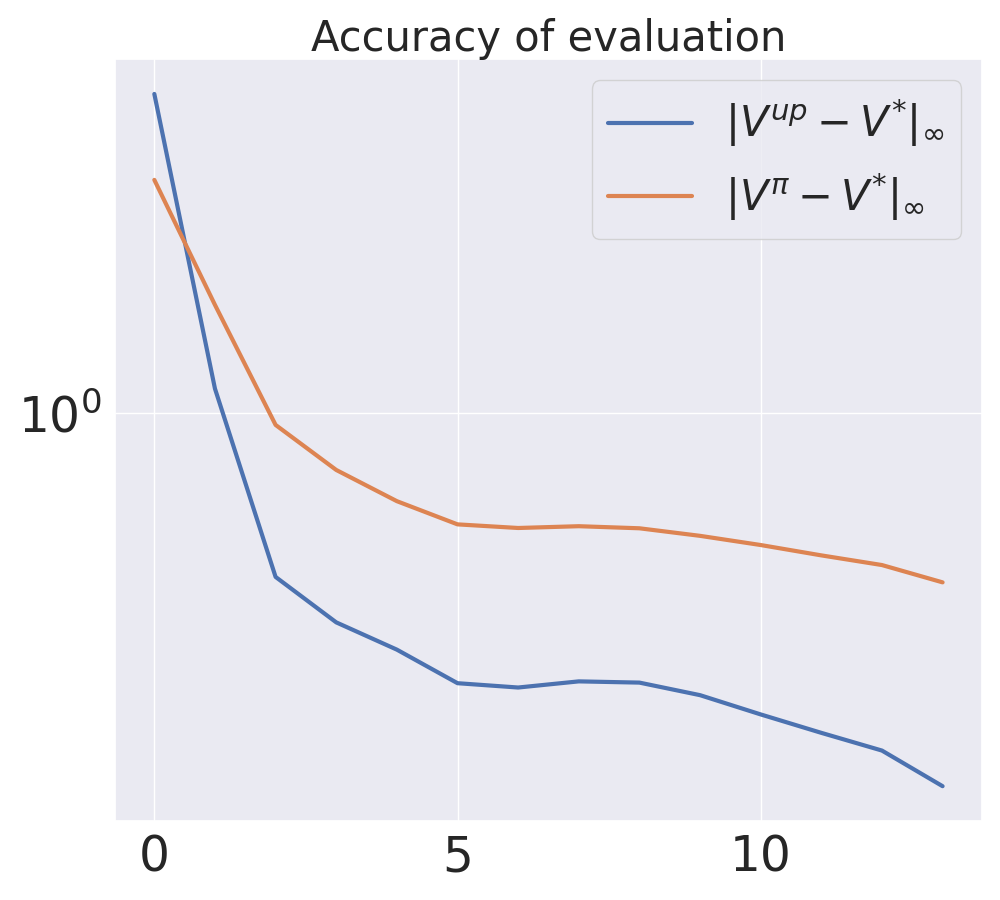 Accuracy of evaluation
|V^{up} − V^*|_∞
|V^π − V^*|_∞
10^0
0 5 10